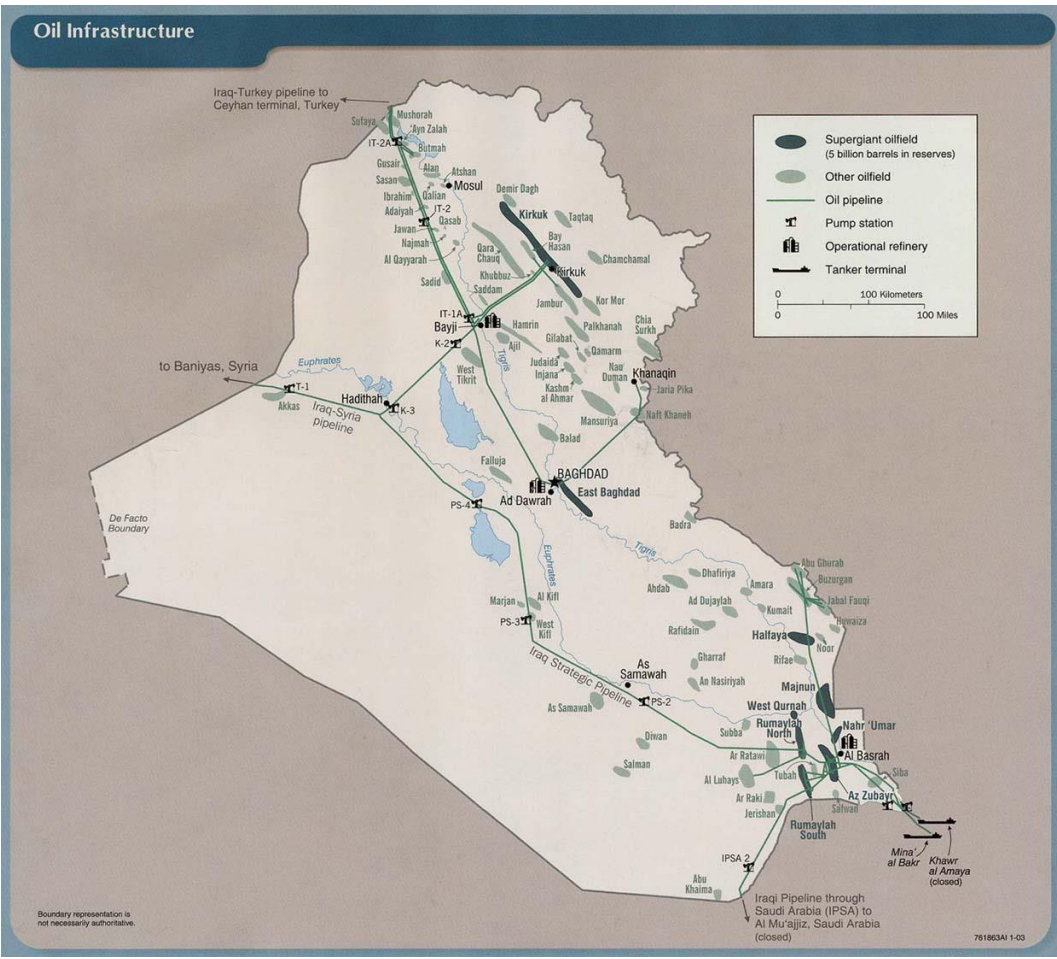 Oil Infrastructure
Iraq-Turkey pipeline to
Ceyhan terminal, Turkey
Supergiant oilfield
(5 billion barrels in reserves)
Other oilfield
Oil pipeline
Pump station
Operational refinery
Tanker terminal
0 100 Kilometers
0 100 Miles
Mushorah
Sufaya
'Ayn Zalah
IT-2A
Butmah
Gusair
Alan
Atshan
Sasan
Mosul
Ibrahim
Qalian
Demir Dagh
Adaiyah
IT-2
Kirkuk
Taqtaq
Jawan
Qasab
Najmah
Bay
Hasan
Qara
Chauq
Al Qayyarah
Chamchamal
Khubbuz
Kirkuk
Sadid
Saddam
Jambur
Kor Mor
IT-1A
Bayji
Hamrin
Palkhanah
Chia
Surkh
K-2
Ajil
Gilabat
Qamarm
to Baniyas, Syria
Euphrates
Tigris
West
Tikrit
Judaida
Injana
Nau
Duman
Khanaqin
T-1
Kashm
al Ahmar
Jaria Pika
Akkas
Hadithah
K-3
Iraq-Syria
pipeline
Mansuriya
Naft Khaneh
Balad
Falluja
BAGHDAD
Ad Dawrah
East Baghdad
PS-4
De Facto
Boundary
Badra
Tigris
Euphrates
Abu Ghurab
Dhafiriya
Buzurgan
Ahdab
Amara
Marjan
Al Kifl
Ad Dujaylah
Kumait
Jabal Fauqi
PS-3
West
Kifl
Rafidain
Huwaiza
Halfaya
Noor
Iraq Strategic Pipeline
Gharraf
Rifae
As
Samawah
An Nasiriyah
Majnun
As Samawah
PS-2
West Qurnah
Rumaylah
North
Subba
Nahr 'Umar
Diwan
Ar Ratawi
Al Basrah
Salman
Al Luhays
Tubah
Siba
Ar Raki
Az Zubayr
Jerishan
Safwan
Rumaylah
South
IPSA 2
Mina'
al Bakr
Khawr
al Amaya
(closed)
Abu
Khaima
Iraqi Pipeline through
Saudi Arabia (IPSA) to
Al Mu'ajjiz, Saudi Arabia
(closed)
Boundary representation is
not necessarily authoritative.
761863AI 1-03